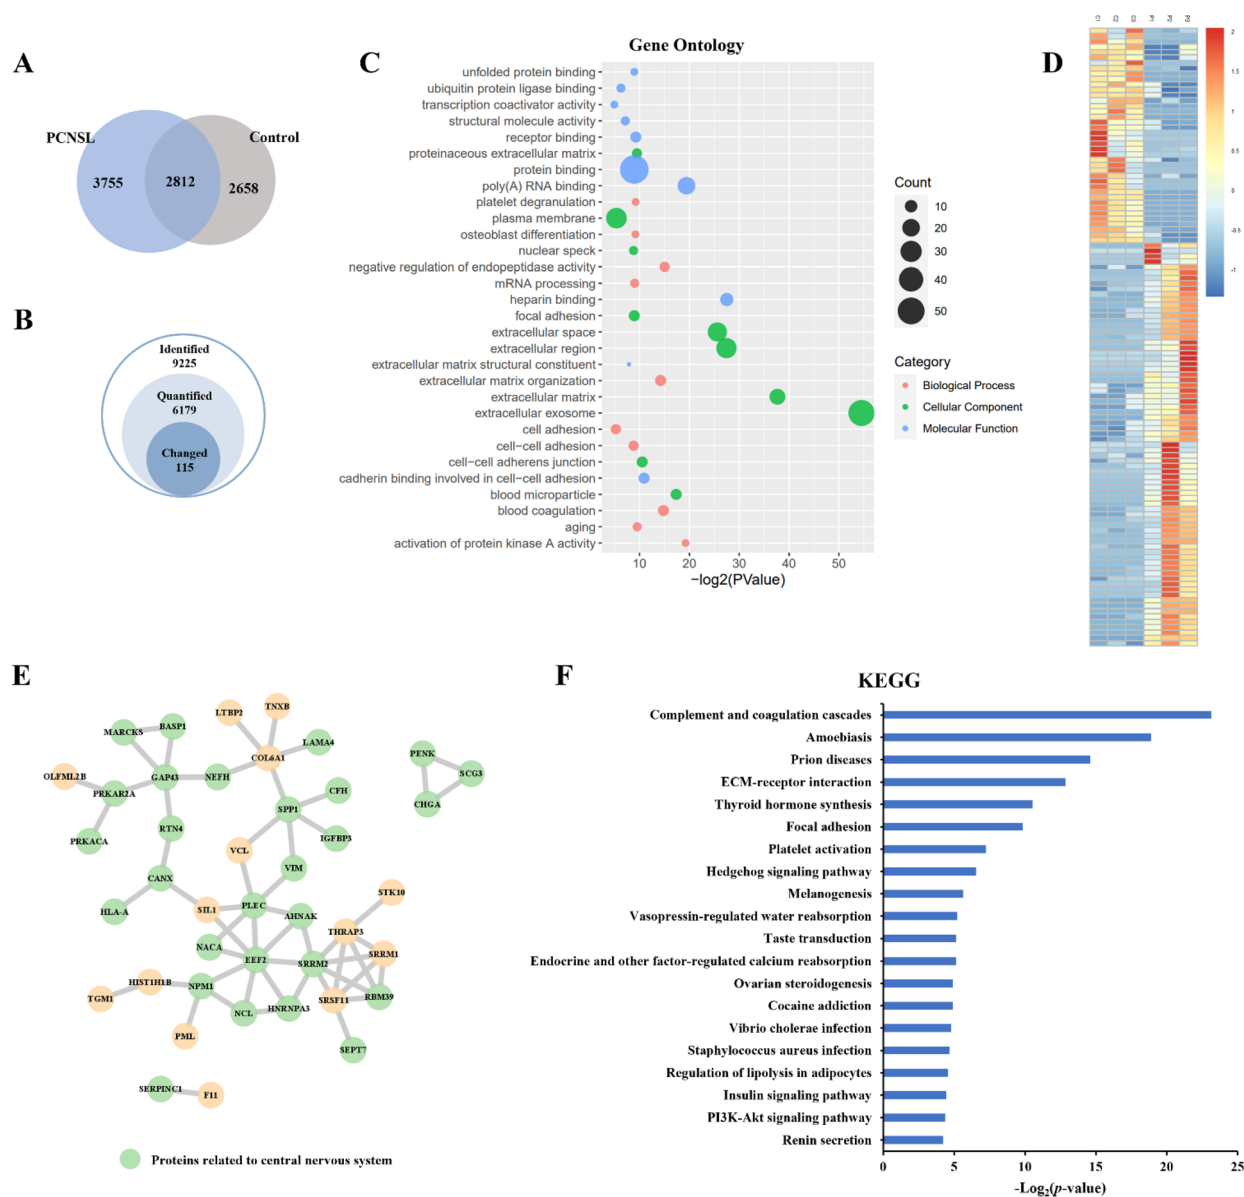 A
PCNSL
Control
3755
2812
2658
B
Identified
9225
Quantified
6179
Changed
115
C
Gene Ontology
unfolded protein binding
ubiquitin protein ligase binding
transcription coactivator activity
structural molecule activity
receptor binding
proteinaceous extracellular matrix
protein binding
poly(A) RNA binding
platelet degranulation
plasma membrane
osteoblast differentiation
nuclear speck
negative regulation of endopeptidase activity
mRNA processing
heparin binding
focal adhesion
extracellular space
extracellular region
extracellular matrix structural constituent
extracellular matrix organization
extracellular matrix
extracellular exosome
cell adhesion
cell−cell adhesion
cell−cell adherens junction
cadherin binding involved in cell−cell adhesion
blood microparticle
blood coagulation
aging
activation of protein kinase A activity
10 20 30 40 50
−log2(PValue)
Count
10
20
30
40
50
Category
Biological Process
Cellular Component
Molecular Function
D
C1 C2 C3 P1 P2 P3
2
1.5
1
0.5
0
-0.5
-1
E
LTBP2
TNXB
MARCKS
BASP1
LAMA4
COL6A1
OLFML2B
GAP43
NEFH
PRKAR2A
CFH
SPP1
PENK
SCG3
CHGA
RTN4
PRKACA
IGFBP3
VCL
VIM
CANX
STK10
HLA-A
SIL1
PLEC
AHNAK
THRAP3
NACA
EEF2
SRRM2
SRRM1
HIST1H1B
NPM1
TGM1
SRSF11
RBM39
NCL
HNRNPA3
PML
SEPT7
SERPINC1
F11
Proteins related to central nervous system
F
KEGG
Complement and coagulation cascades
Amoebiasis
Prion diseases
ECM-receptor interaction
Thyroid hormone synthesis
Focal adhesion
Platelet activation
Hedgehog signaling pathway
Melanogenesis
Vasopressin-regulated water reabsorption
Taste transduction
Endocrine and other factor-regulated calcium reabsorption
Ovarian steroidogenesis
Cocaine addiction
Vibrio cholerae infection
Staphylococcus aureus infection
Regulation of lipolysis in adipocytes
Insulin signaling pathway
PI3K-Akt signaling pathway
Renin secretion
0 5 10 15 20 25
-Log2(p-value)